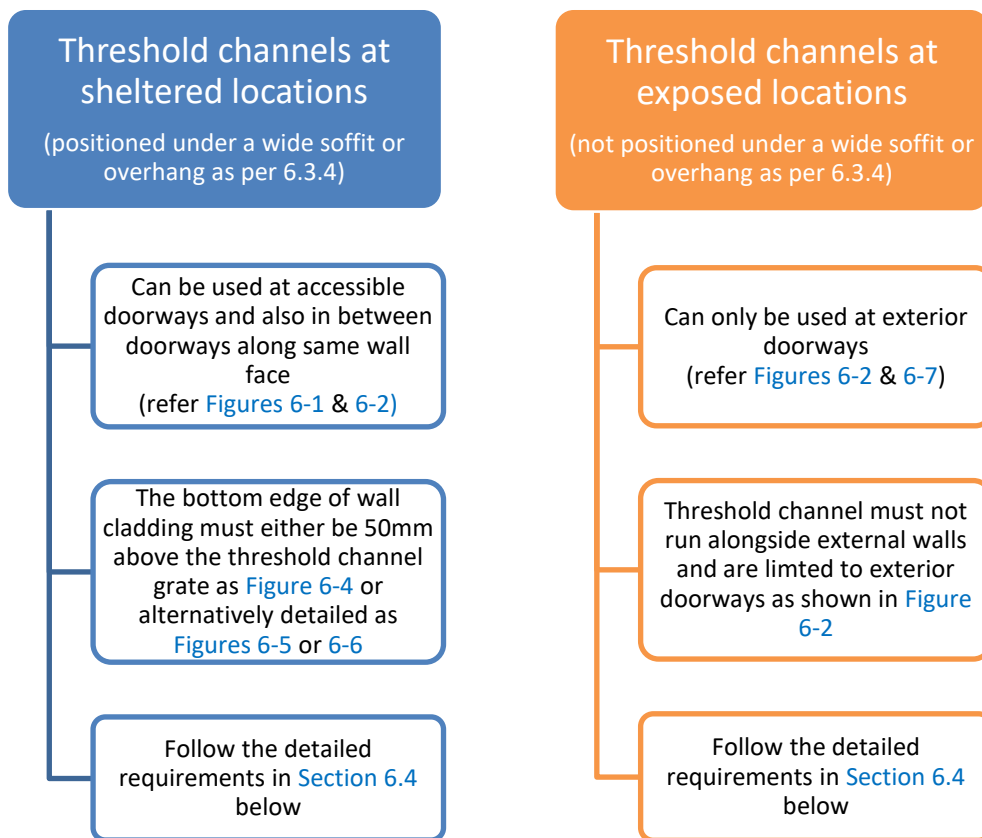 Threshold channels at
sheltered locations
(positioned under a wide soffit or
overhang as per 6.3.4)
Can be used at accessible
doorways and also in between
doorways along same wall
face
(refer Figures 6-1 & 6-2)
The bottom edge of wall
cladding must either be 50mm
above the threshold channel
grate as Figure 6-4 or
alternatively detailed as
Figures 6-5 or 6-6
Follow the detailed
requirements in Section 6.4
below
Threshold channels at
exposed locations
(not positioned under a wide soffit or
overhang as per 6.3.4)
Can only be used at exterior
doorways
(refer Figures 6-2 & 6-7)
Threshold channel must not
run alongside external walls
and are limted to exterior
doorways as shown in Figure
6-2
Follow the detailed
requirements in Section 6.4
below